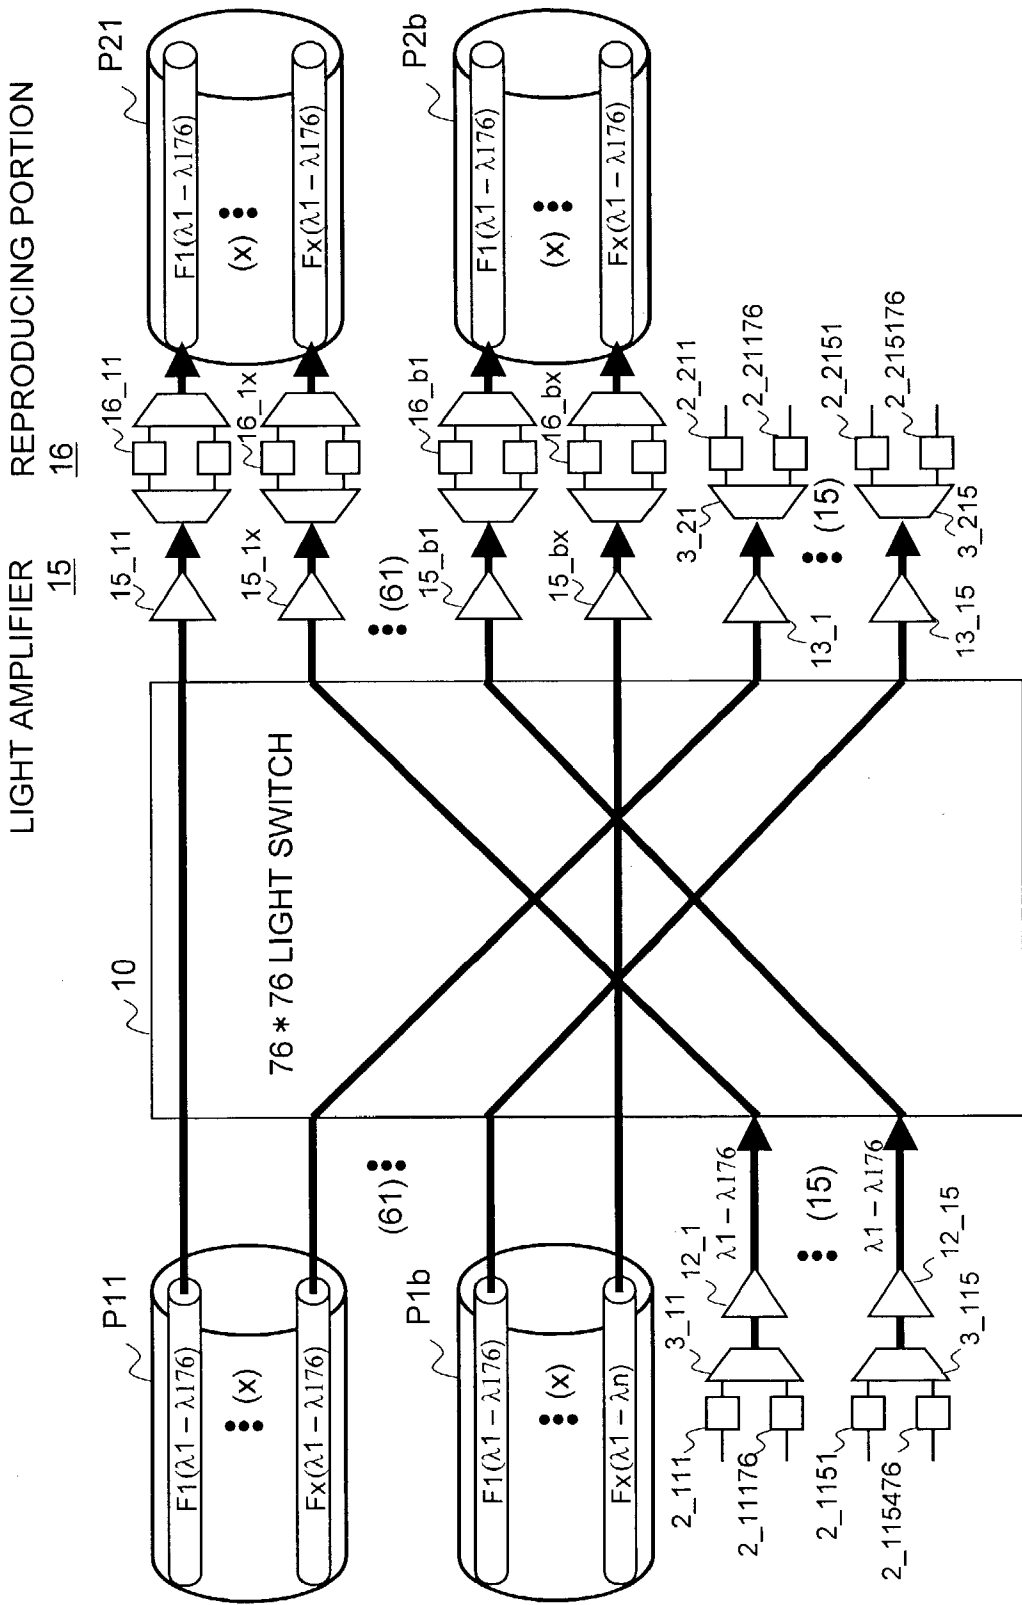 LIGHT AMPLIFIER
15
REPRODUCING PORTION
16
P11
F1(λ1 – λ176)
(x)
Fx(λ1 – λ176)
(61)
P1b
F1(λ1 – λ176)
(x)
Fx(λ1 – λn)
2_111
2_11176
3_11
12_1
λ1 – λ176
(15)
2_1151
2_115476
3_115
12_15
λ1 – λ176
10
76 * 76 LIGHT SWITCH
15_11
16_11
15_1x
16_1x
(61)
15_b1
16_b1
15_bx
16_bx
13_1
3_21
2_211
2_21176
(15)
13_15
3_215
2_2151
2_215176
P21
F1(λ1 – λ176)
(x)
Fx(λ1 – λ176)
P2b
F1(λ1 – λ176)
(x)
Fx(λ1 – λ176)